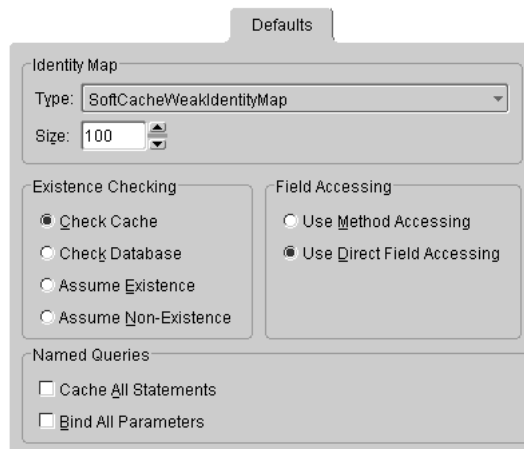 Defaults
Identity Map
Type: SoftCacheWeakIdentityMap
Size: 100
Existence Checking
Check Cache
Check Database
Assume Existence
Assume Non-Existence
Field Accessing
Use Method Accessing
Use Direct Field Accessing
Named Queries
Cache All Statements
Bind All Parameters